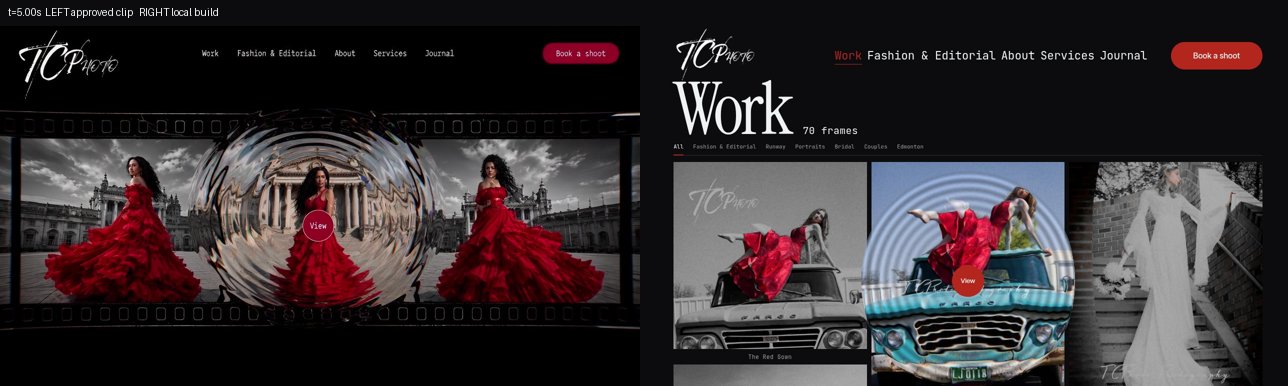 t=5.00s LEFT approved clip RIGHT local build
TCPHOTO
Work Fashion & Editorial About Services Journal
Book a shoot
View
TCPHOTO
Work Fashion & Editorial About Services Journal
Book a shoot
Work 70 frames
All Fashion & Editorial Runway Portraits Bridal Couples Edmonton
TCPHOTO
View
The Red Gown